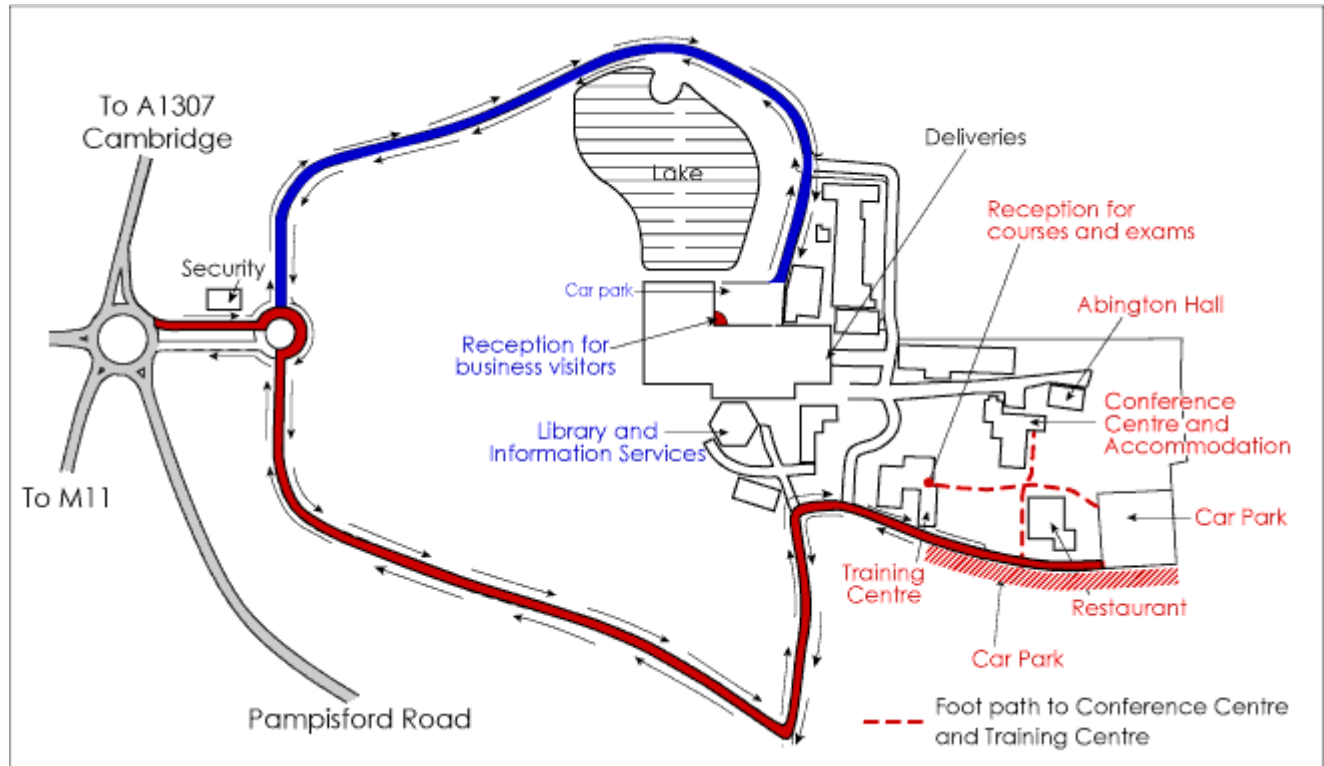 To A1307
Cambridge
Deliveries
Lake
Reception for
courses and exams
Security
Car park
Abington Hall
Reception for
business visitors
Conference
Centre and
Accommodation
Library and
Information Services
To M11
Car Park
Training
Centre
Restaurant
Car Park
Pampisford Road
Foot path to Conference Centre
and Training Centre